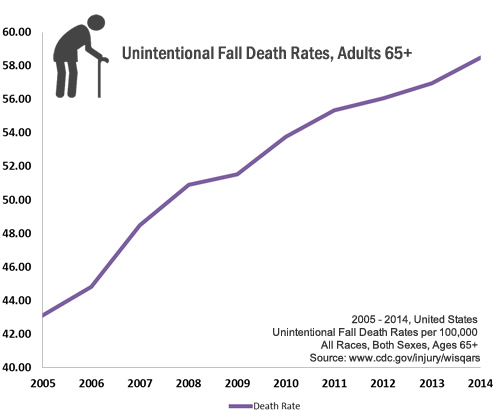 Unintentional Fall Death Rates, Adults 65+
60.00
58.00
56.00
54.00
52.00
50.00
48.00
46.00
44.00
42.00
40.00
2005 - 2014, United States
Unintentional Fall Death Rates per 100,000
All Races, Both Sexes, Ages 65+
Source: www.cdc.gov/injury/wisqars
2005 2006 2007 2008 2009 2010 2011 2012 2013 2014
Death Rate